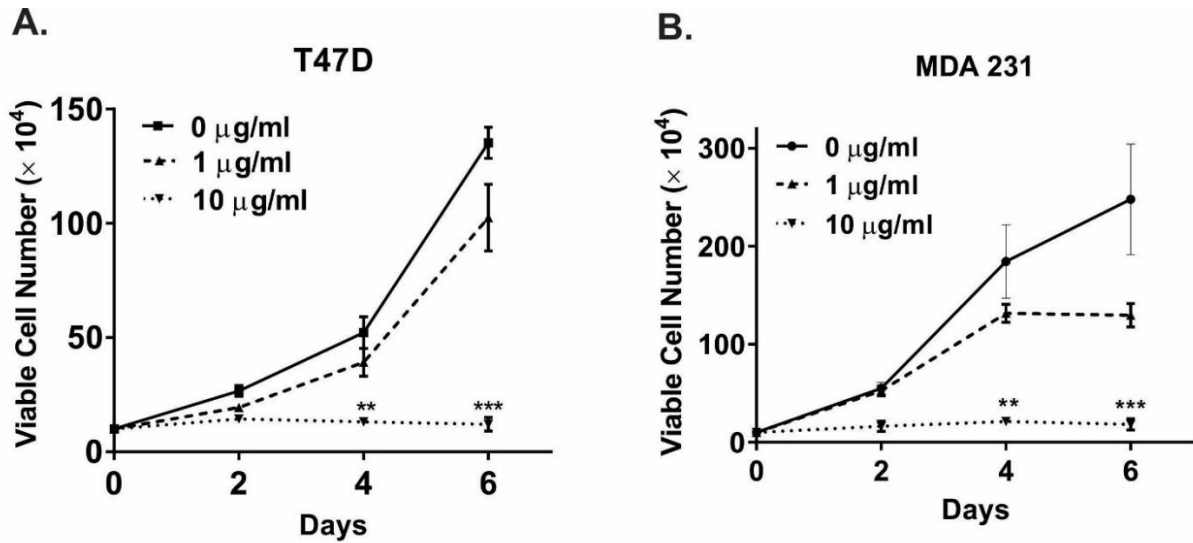 A.
T47D
Viable Cell Number (× 10⁴)
150
100
50
0
0 μg/ml
1 μg/ml
10 μg/ml
**
***
0 2 4 6
Days
B.
MDA 231
Viable Cell Number (× 10⁴)
300
200
100
0
0 μg/ml
1 μg/ml
10 μg/ml
**
***
0 2 4 6
Days